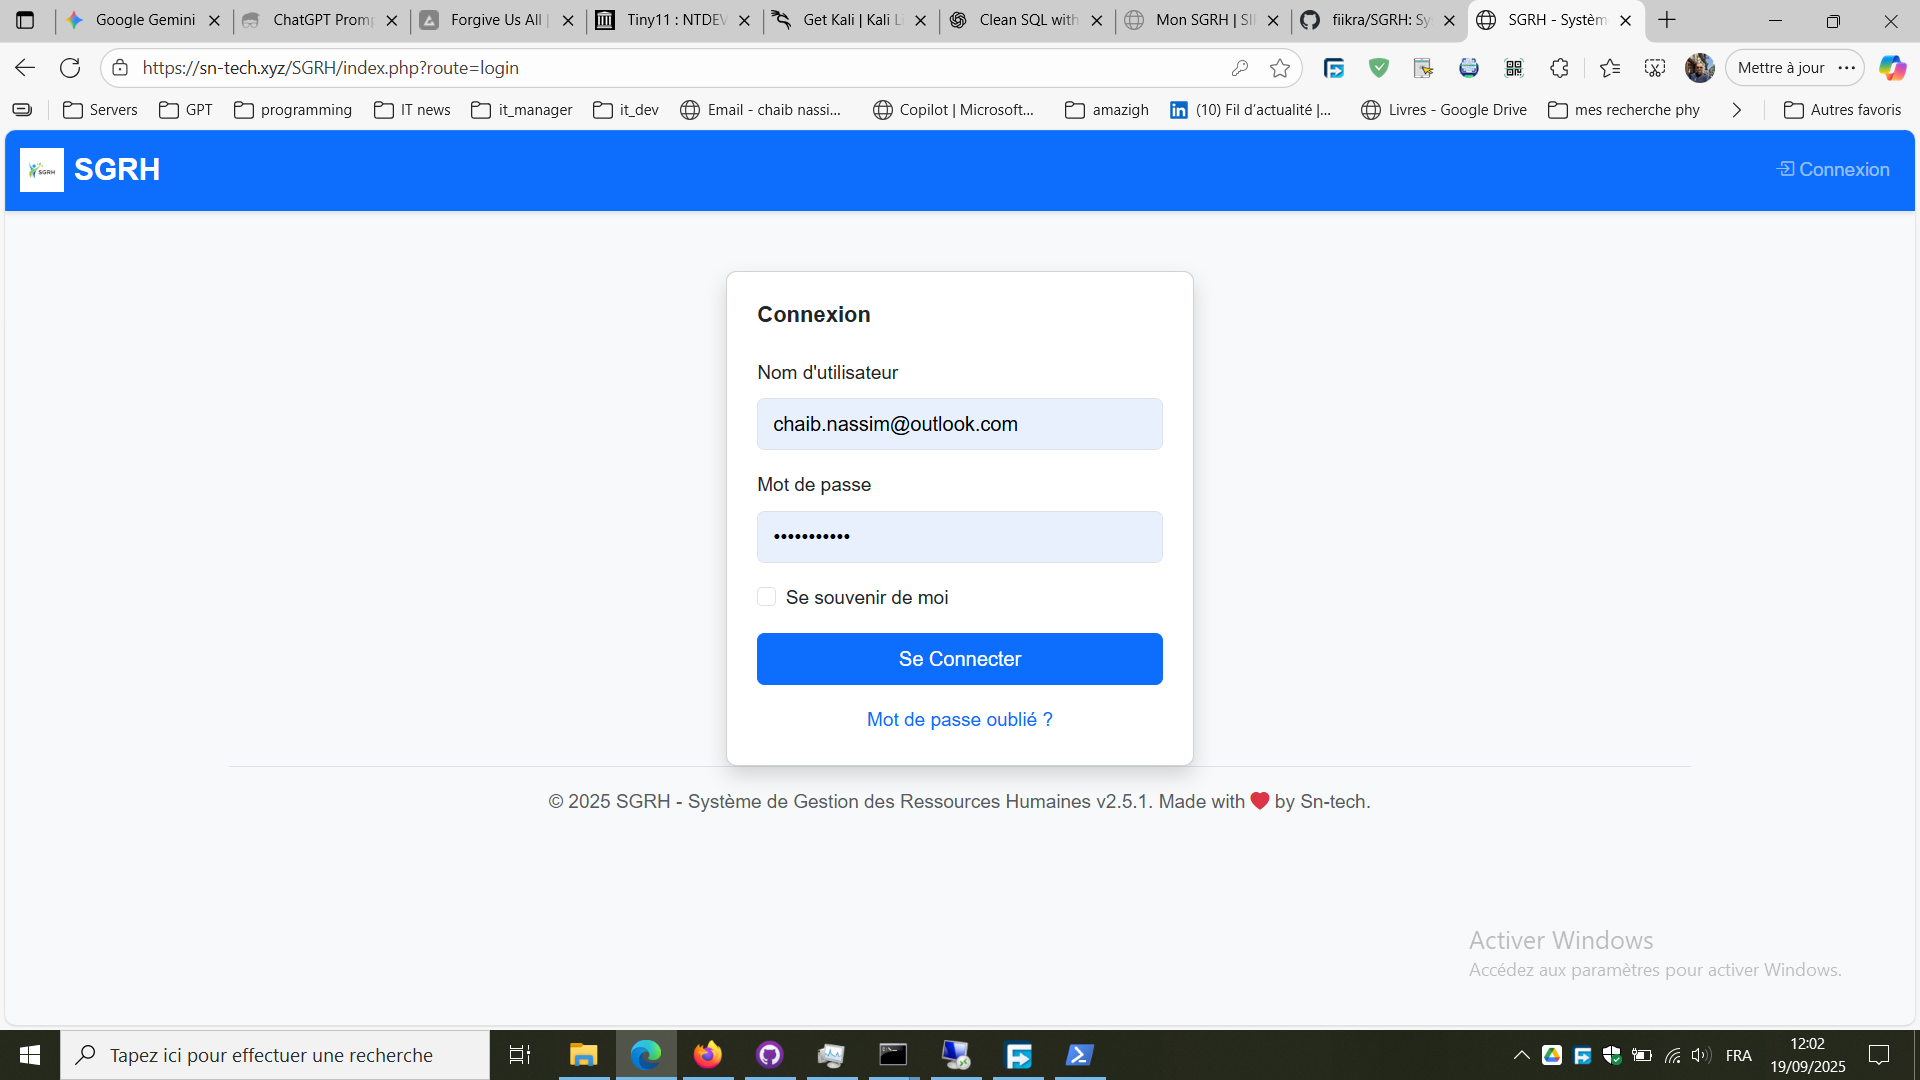 Google Gemini
ChatGPT Promp
Forgive Us All |
Tiny11 : NTDEV
Get Kali | Kali Li
Clean SQL with
Mon SGRH | SII
fiikra/SGRH: Sy
SGRH - Systèm
https://sn-tech.xyz/SGRH/index.php?route=login
Mettre à jour
Servers
GPT
programming
IT news
it_manager
it_dev
Email - chaib nassi...
Copilot | Microsoft...
amazigh
(10) Fil d'actualité |...
Livres - Google Drive
mes recherche phy
Autres favoris
SGRH
SGRH
Connexion
Connexion
Nom d'utilisateur
chaib.nassim@outlook.com
Mot de passe
•••••••••••
Se souvenir de moi
Se Connecter
Mot de passe oublié ?
© 2025 SGRH - Système de Gestion des Ressources Humaines v2.5.1. Made with ❤ by Sn-tech.
Activer Windows
Accédez aux paramètres pour activer Windows.
Tapez ici pour effectuer une recherche
FRA
12:02
19/09/2025